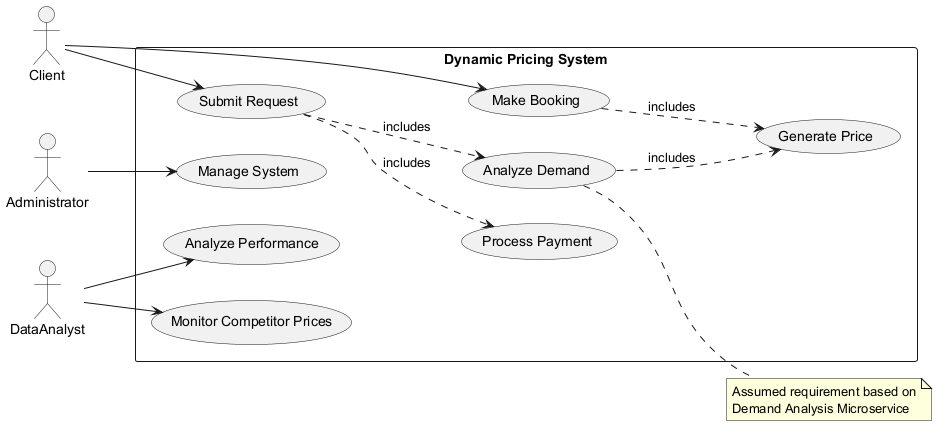 Dynamic Pricing System
Client
Submit Request
Make Booking
includes
Generate Price
includes
includes
includes
Analyze Demand
Manage System
Administrator
Process Payment
Analyze Performance
DataAnalyst
Monitor Competitor Prices
Assumed requirement based on
Demand Analysis Microservice